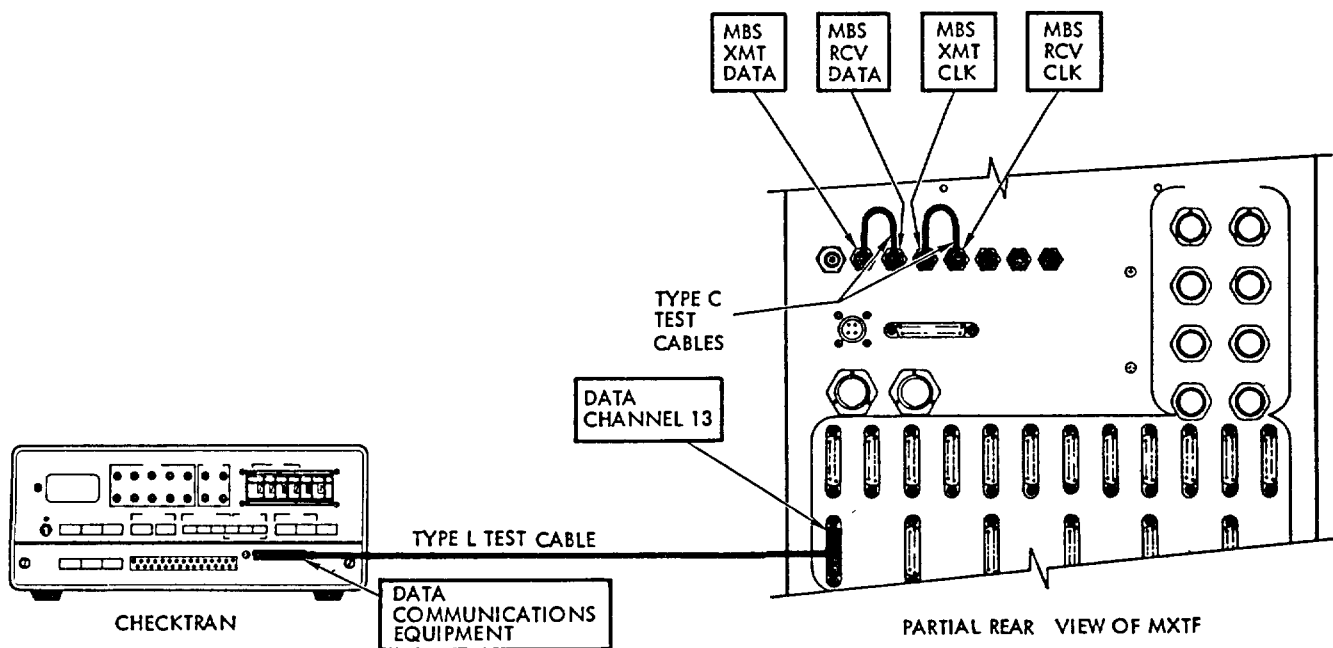 MBS
XMT
DATA
MBS
RCV
DATA
MBS
XMT
CLK
MBS
RCV
CLK
TYPE C
TEST
CABLES
DATA
CHANNEL 13
TYPE L TEST CABLE
DATA
COMMUNICATIONS
EQUIPMENT
CHECKTRAN
PARTIAL REAR VIEW OF MXTF